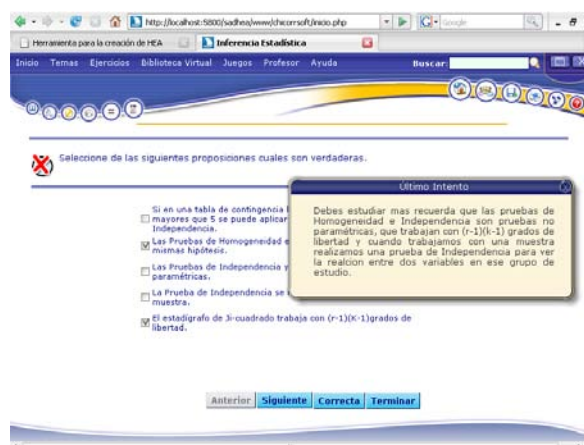 http://localhost:5800/sadhea/www/chicorrsoft/inicio.php
Google
Herramienta para la creación de HEA
Inferencia Estadística
Inicio Temas Ejercicios Biblioteca Virtual Juegos Profesor Ayuda
Buscar:
Seleccione de las siguientes proposiciones cuales son verdaderas.
Último Intento
Debes estudiar mas recuerda que las pruebas de
Homogeneidad e Independencia son pruebas no
paramétricas, que trabajan con (r-1)(k-1) grados de
libertad y cuando trabajamos con una muestra
realizamos una prueba de Independencia para ver
la realcion entre dos variables en ese grupo de
estudio.
Si en una tabla de contingencia
mayores que 5 se puede aplicar
Independencia.
Las Pruebas de Homogeneidad e
mismas hipótesis.
Las Pruebas de Independencia y
paramétricas.
La Prueba de Independencia se
muestra.
El estadígrafo de Ji-cuadrado trabaja con (r-1)(K-1)grados de
libertad.
Anterior Siguiente Correcta Terminar